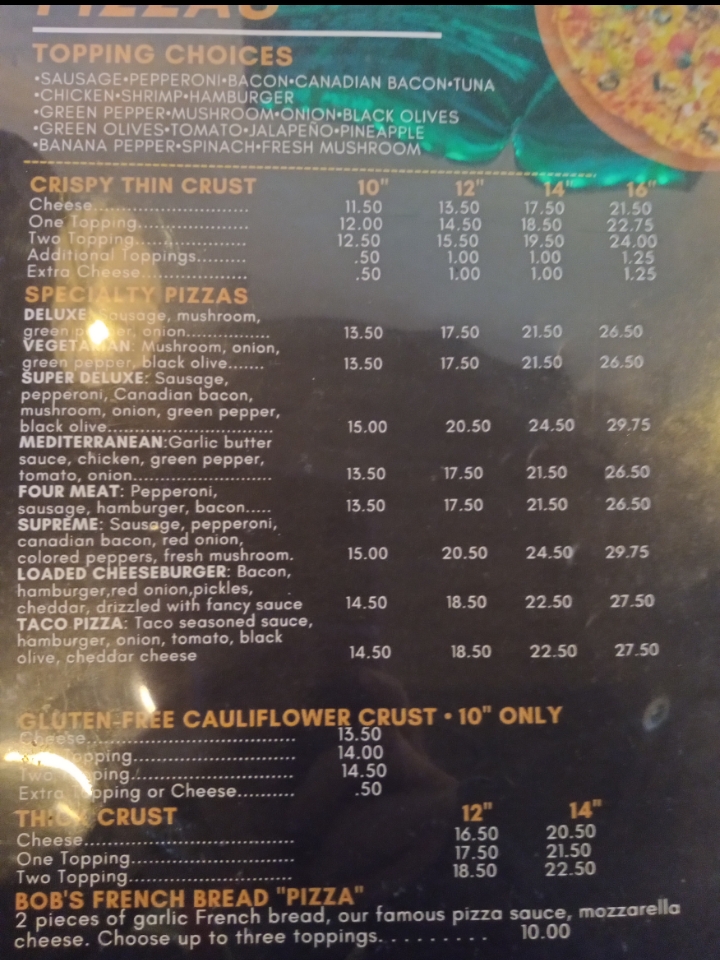 PIZZAS
TOPPING CHOICES
•SAUSAGE•PEPPERONI•BACON•CANADIAN BACON•TUNA
•CHICKEN•SHRIMP•HAMBURGER
•GREEN PEPPER•MUSHROOM•ONION•BLACK OLIVES
•GREEN OLIVES•TOMATO•JALAPEÑO•PINEAPPLE
•BANANA PEPPER•SPINACH•FRESH MUSHROOM
CRISPY THIN CRUST 10" 12" 14" 16"
Cheese............................ 11.50 13.50 17.50 21.50
One Topping...................... 12.00 14.50 18.50 22.75
Two Topping...................... 12.50 15.50 19.50 24.00
Additional Toppings......... .50 1.00 1.00 1.25
Extra Cheese..................... .50 1.00 1.00 1.25
SPECIALTY PIZZAS
DELUXE: Sausage, mushroom,
green pepper, onion................ 13.50 17.50 21.50 26.50
VEGETARIAN: Mushroom, onion,
green pepper, black olive....... 13.50 17.50 21.50 26.50
SUPER DELUXE: Sausage,
pepperoni, Canadian bacon,
mushroom, onion, green pepper,
black olive................................ 15.00 20.50 24.50 29.75
MEDITERRANEAN:Garlic butter
sauce, chicken, green pepper,
tomato, onion........................... 13.50 17.50 21.50 26.50
FOUR MEAT: Pepperoni,
sausage, hamburger, bacon..... 13.50 17.50 21.50 26.50
SUPREME: Sausage, pepperoni,
canadian bacon, red onion,
colored peppers, fresh mushroom. 15.00 20.50 24.50 29.75
LOADED CHEESEBURGER: Bacon,
hamburger,red onion,pickles,
cheddar, drizzled with fancy sauce 14.50 18.50 22.50 27.50
TACO PIZZA: Taco seasoned sauce,
hamburger, onion, tomato, black
olive, cheddar cheese 14.50 18.50 22.50 27.50
GLUTEN-FREE CAULIFLOWER CRUST • 10" ONLY
Cheese........................................ 13.50
Topping............................... 14.00
Two Topping............................... 14.50
Extra Topping or Cheese.......... .50
THICK CRUST 12" 14"
Cheese....................................... 16.50 20.50
One Topping............................... 17.50 21.50
Two Topping............................... 18.50 22.50
BOB'S FRENCH BREAD "PIZZA"
2 pieces of garlic French bread, our famous pizza sauce, mozzarella
cheese. Choose up to three toppings. . . . . . . . . 10.00